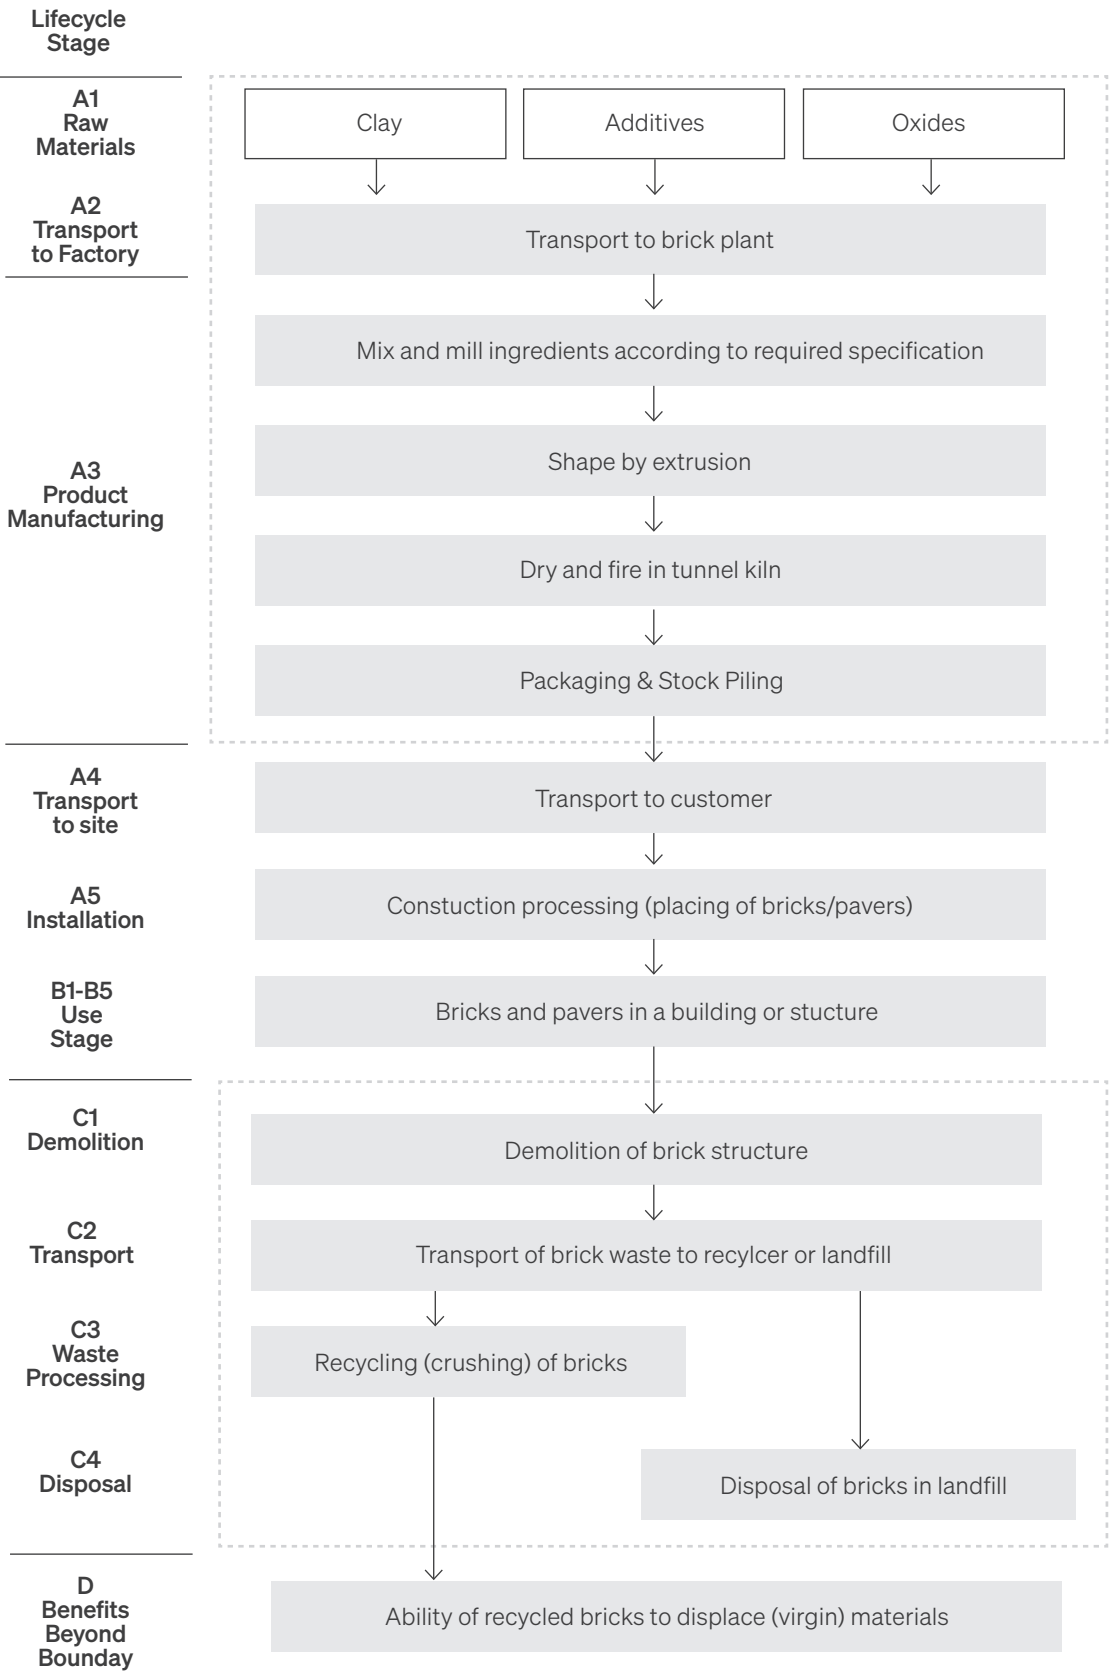 Lifecycle
Stage
A1
Raw
Materials
Clay
Additives
Oxides
A2
Transport
to Factory
Transport to brick plant
Mix and mill ingredients according to required specification
A3
Product
Manufacturing
Shape by extrusion
Dry and fire in tunnel kiln
Packaging & Stock Piling
A4
Transport
to site
Transport to customer
A5
Installation
Constuction processing (placing of bricks/pavers)
B1-B5
Use
Stage
Bricks and pavers in a building or stucture
C1
Demolition
Demolition of brick structure
C2
Transport
Transport of brick waste to recylcer or landfill
C3
Waste
Processing
Recycling (crushing) of bricks
C4
Disposal
Disposal of bricks in landfill
D
Benefits
Beyond
Bounday
Ability of recycled bricks to displace (virgin) materials